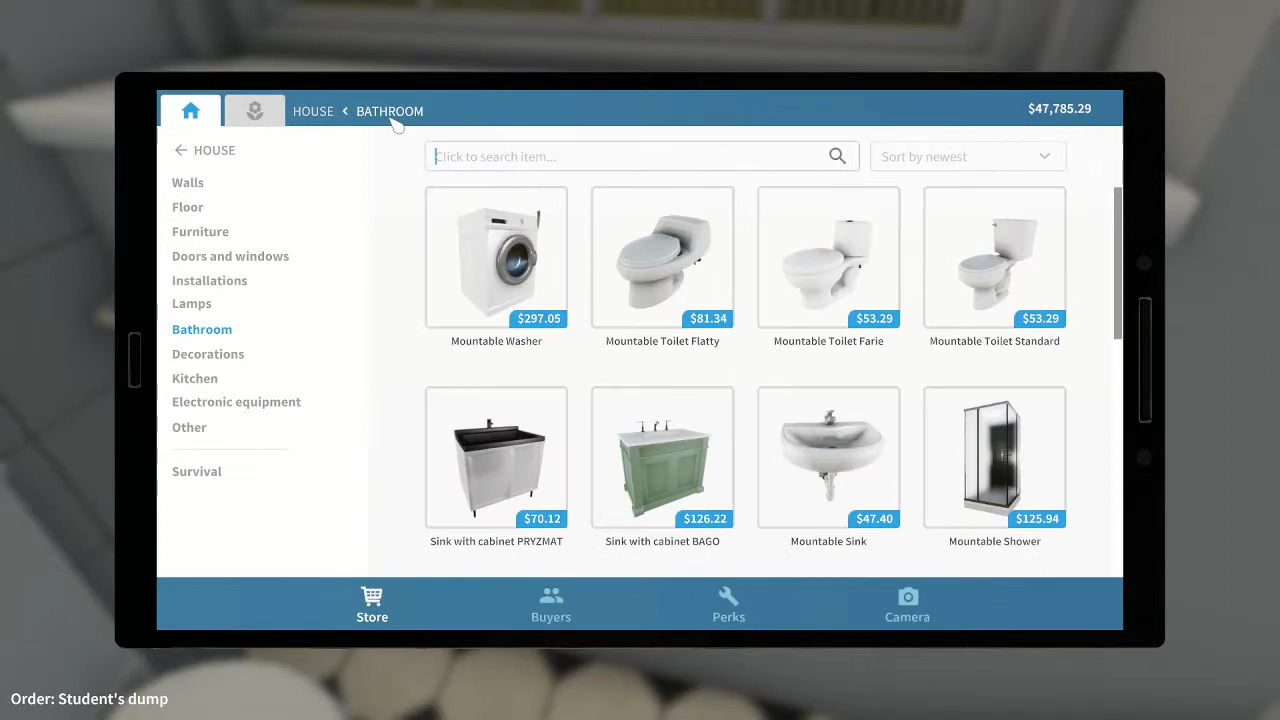 HOUSE < BATHROOM
$47,785.29
HOUSE
Walls
Floor
Furniture
Doors and windows
Installations
Lamps
Bathroom
Decorations
Kitchen
Electronic equipment
Other
Survival
Click to search item...
Sort by newest
$297.05
$81.34
$53.29
$53.29
Mountable Washer
Mountable Toilet Flatty
Mountable Toilet Farie
Mountable Toilet Standard
$70.12
$126.22
$47.40
$125.94
Sink with cabinet PRYZMAT
Sink with cabinet BAGO
Mountable Sink
Mountable Shower
Store
Buyers
Perks
Camera
Order: Student's dump